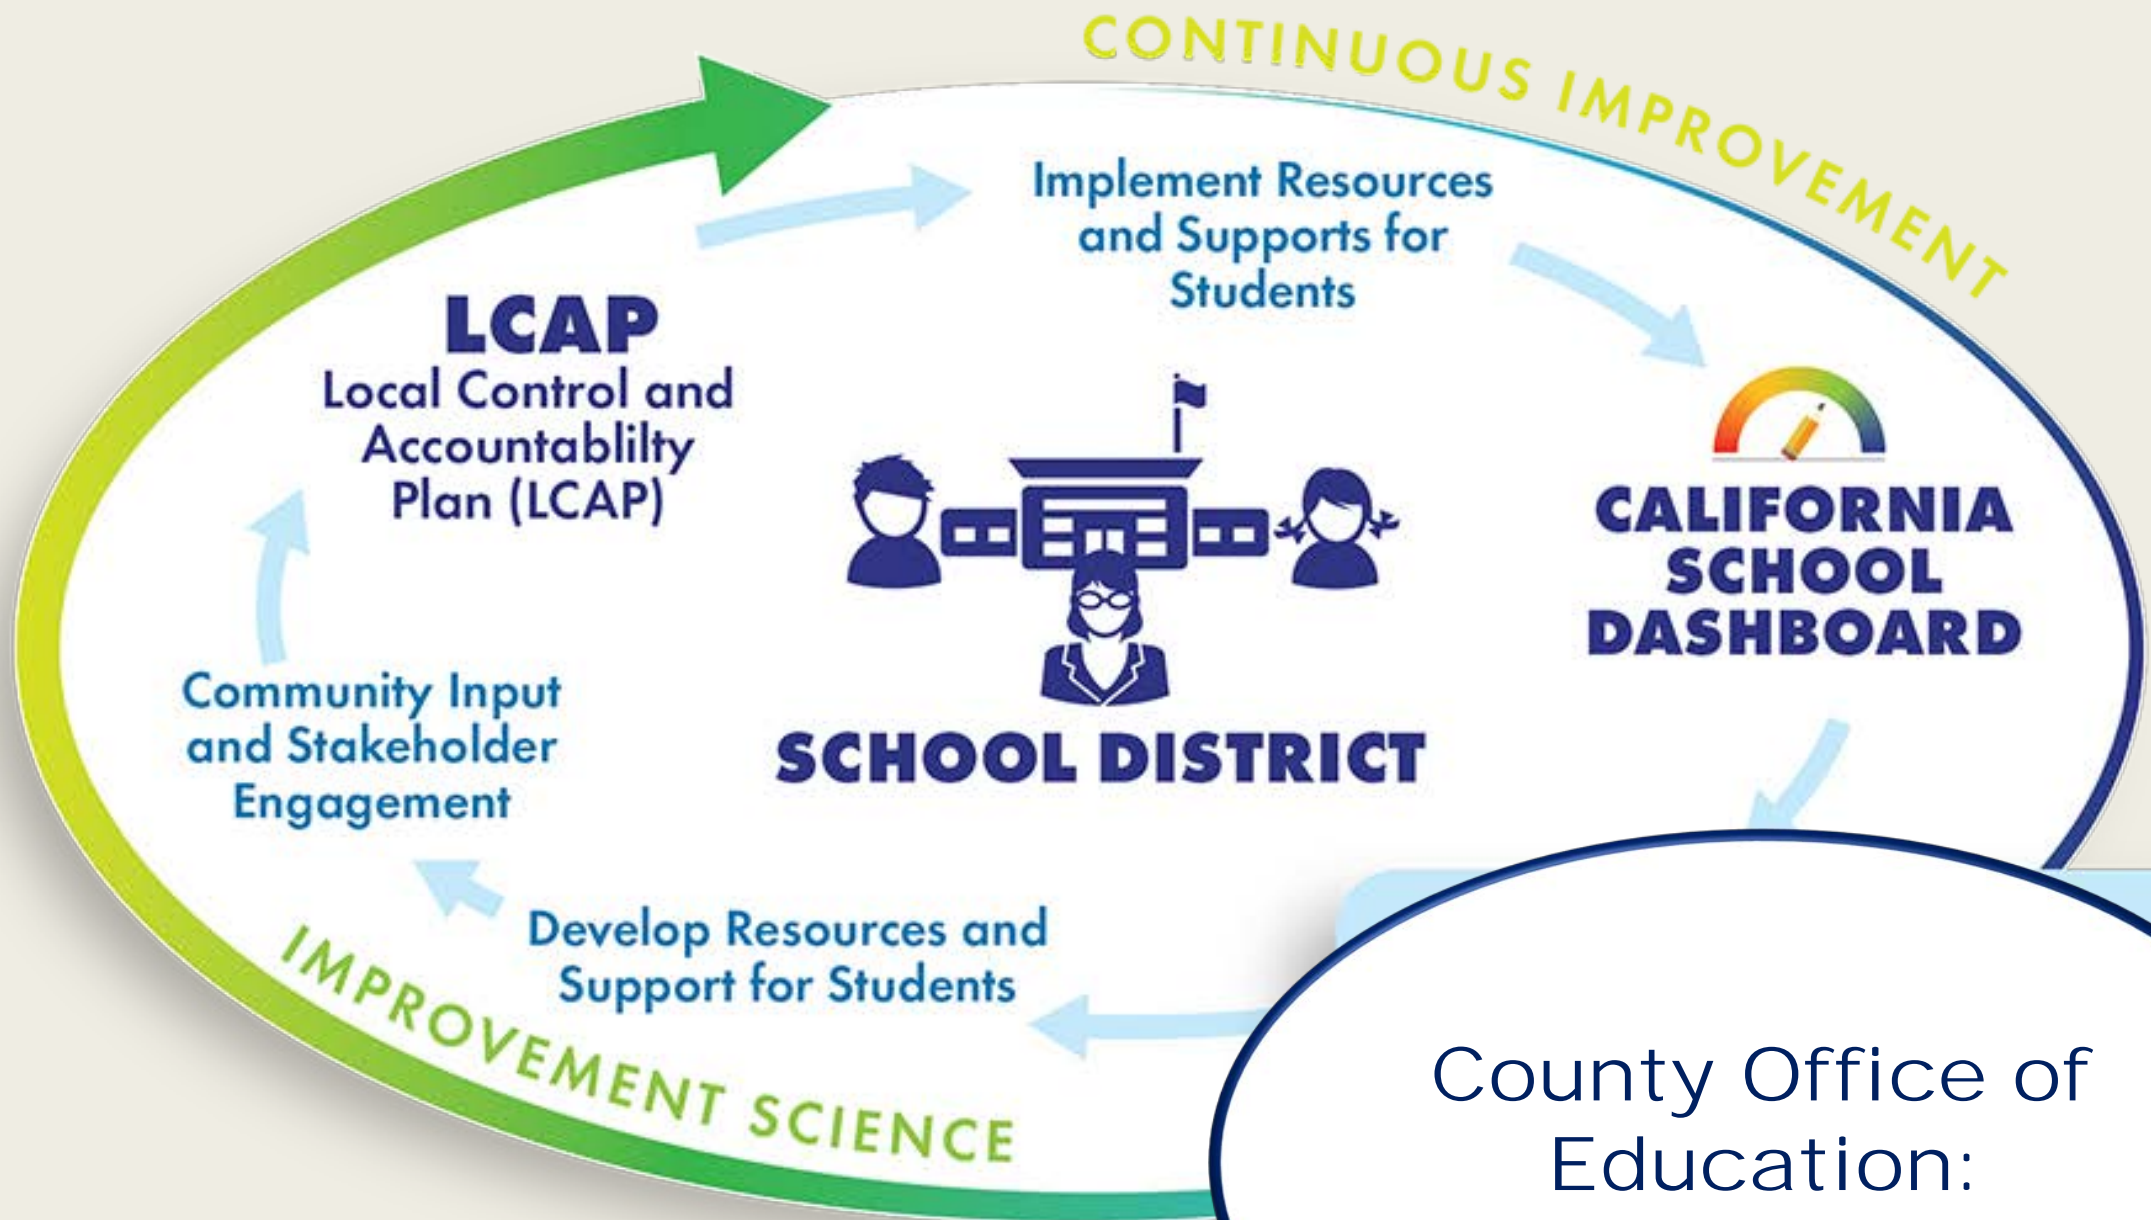 CONTINUOUS IMPROVEMENT
Implement Resources
and Supports for
Students
LCAP
Local Control and
Accountablilty
Plan (LCAP)
CALIFORNIA
SCHOOL
DASHBOARD
SCHOOL DISTRICT
Community Input
and Stakeholder
Engagement
Develop Resources and
Support for Students
IMPROVEMENT SCIENCE
County Office of
Education: